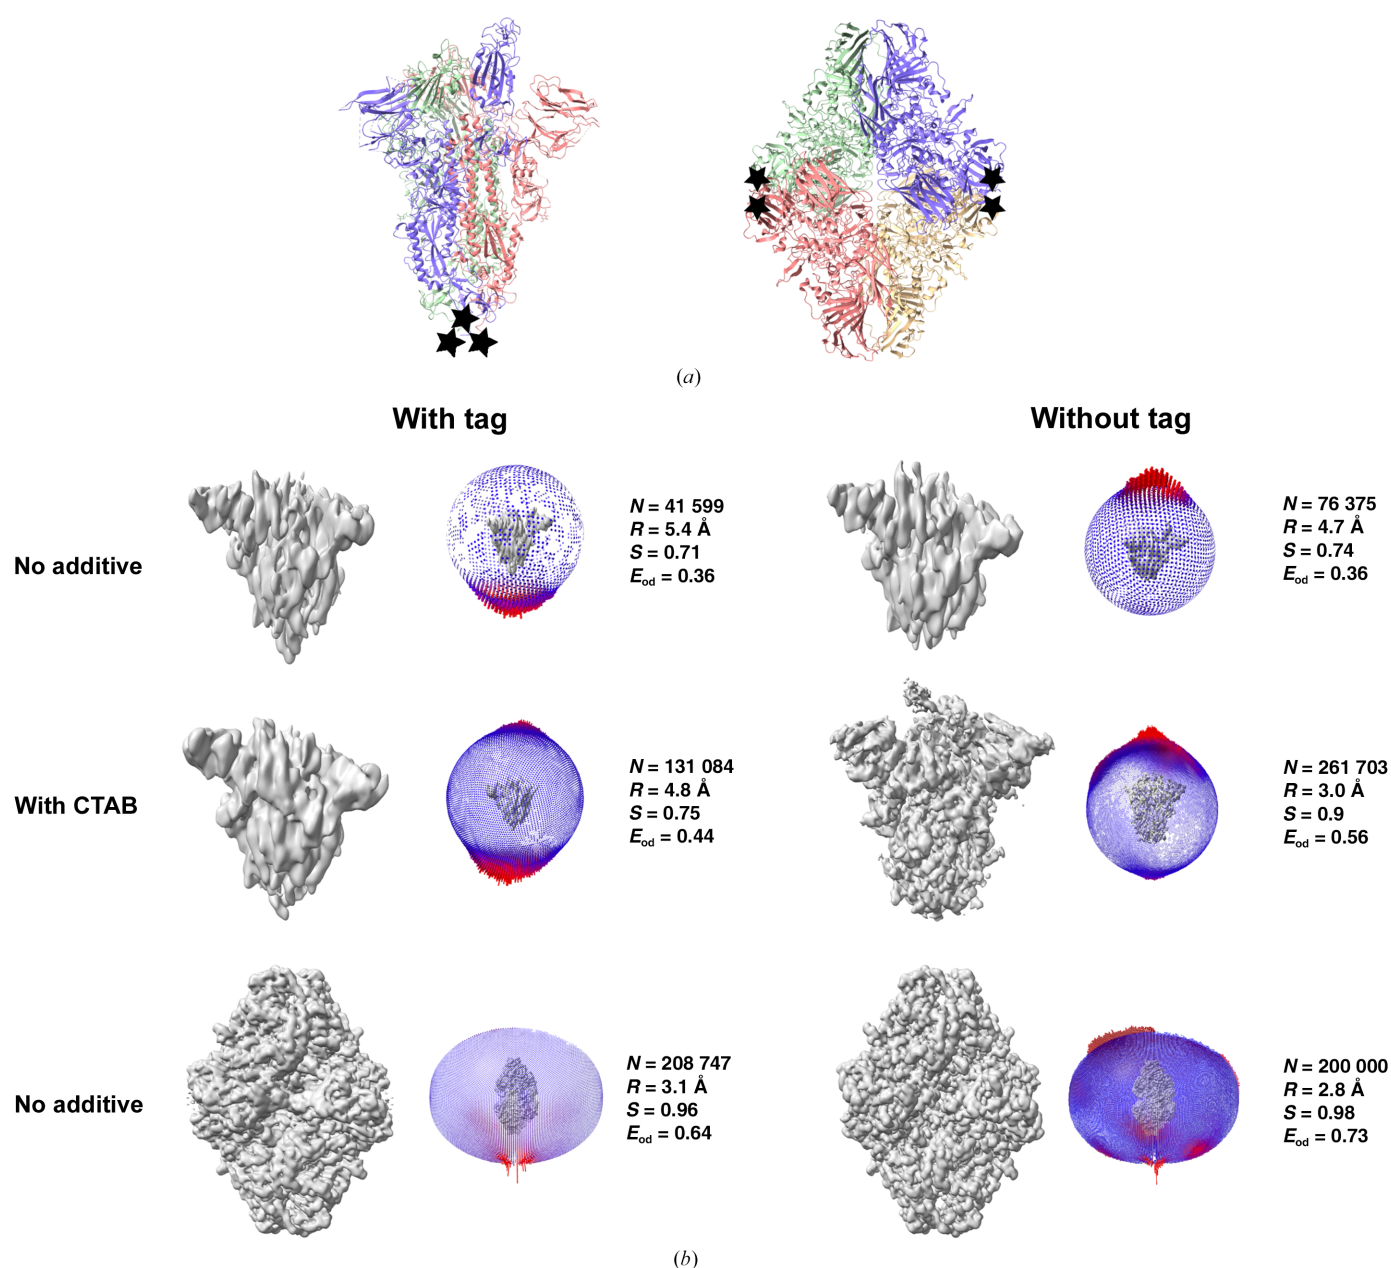 (a)
With tag
Without tag
No additive
N = 41 599
R = 5.4 Å
S = 0.71
Eod = 0.36
N = 76 375
R = 4.7 Å
S = 0.74
Eod = 0.36
With CTAB
N = 131 084
R = 4.8 Å
S = 0.75
Eod = 0.44
N = 261 703
R = 3.0 Å
S = 0.9
Eod = 0.56
No additive
N = 208 747
R = 3.1 Å
S = 0.96
Eod = 0.64
N = 200 000
R = 2.8 Å
S = 0.98
Eod = 0.73
(b)